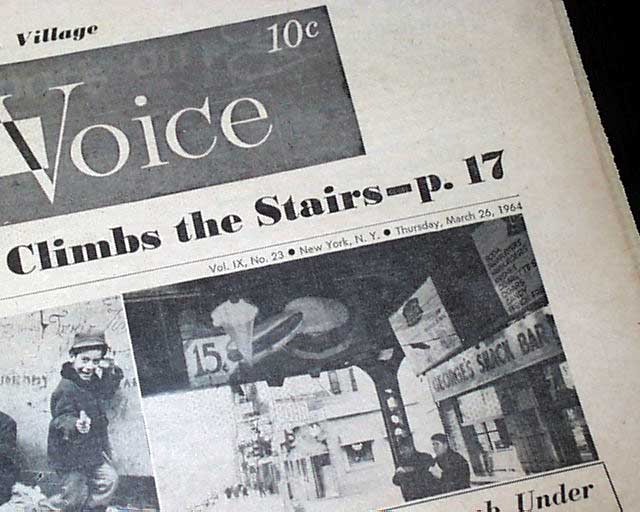 Village
10c
Voice
Climbs the Stairs—p. 17
Vol. IX, No. 23 • New York, N. Y. • Thursday, March 26, 1964
15¢
GEORGE'S SNACK BAR
Under